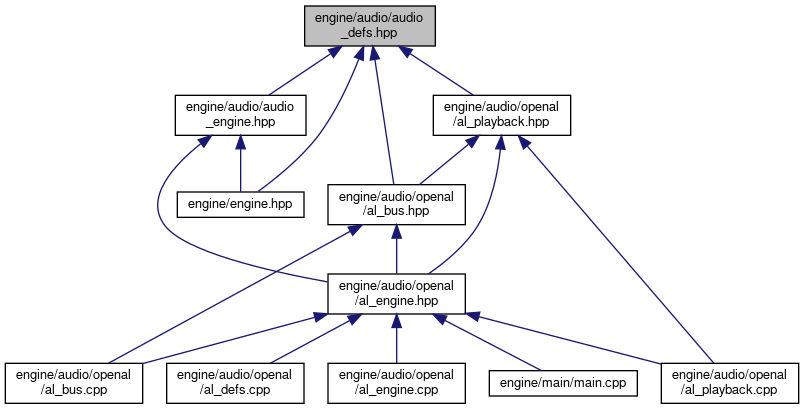 engine/audio/audio
_defs.hpp
engine/audio/audio
_engine.hpp
engine/audio/openal
/al_playback.hpp
engine/engine.hpp
engine/audio/openal
/al_bus.hpp
engine/audio/openal
/al_engine.hpp
engine/audio/openal
/al_bus.cpp
engine/audio/openal
/al_defs.cpp
engine/audio/openal
/al_engine.cpp
engine/main/main.cpp
engine/audio/openal
/al_playback.cpp